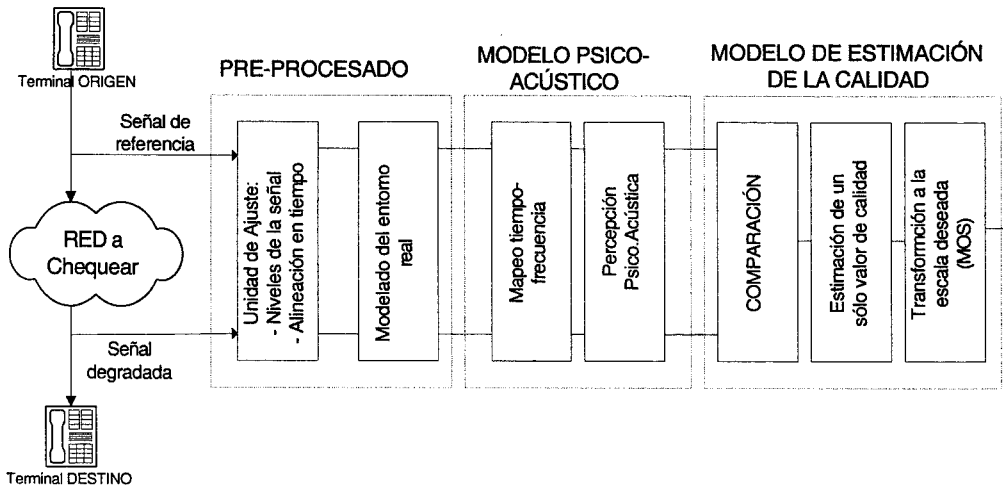 Terminal ORIGEN
PRE-PROCESADO
MODELO PSICO-
ACÚSTICO
MODELO DE ESTIMACIÓN
DE LA CALIDAD
Señal de
referencia
RED a
Chequear
Señal
degradada
Terminal DESTINO
Unidad de Ajuste:
- Niveles de la señal
- Alineación en tiempo
Modelado del entorno
real
Mapeo tiempo-
frecuencia
Percepción
Psico.Acústica
COMPARACIÓN
Estimación de un
sólo valor de calidad
Transformción a la
escala deseada
(MOS)